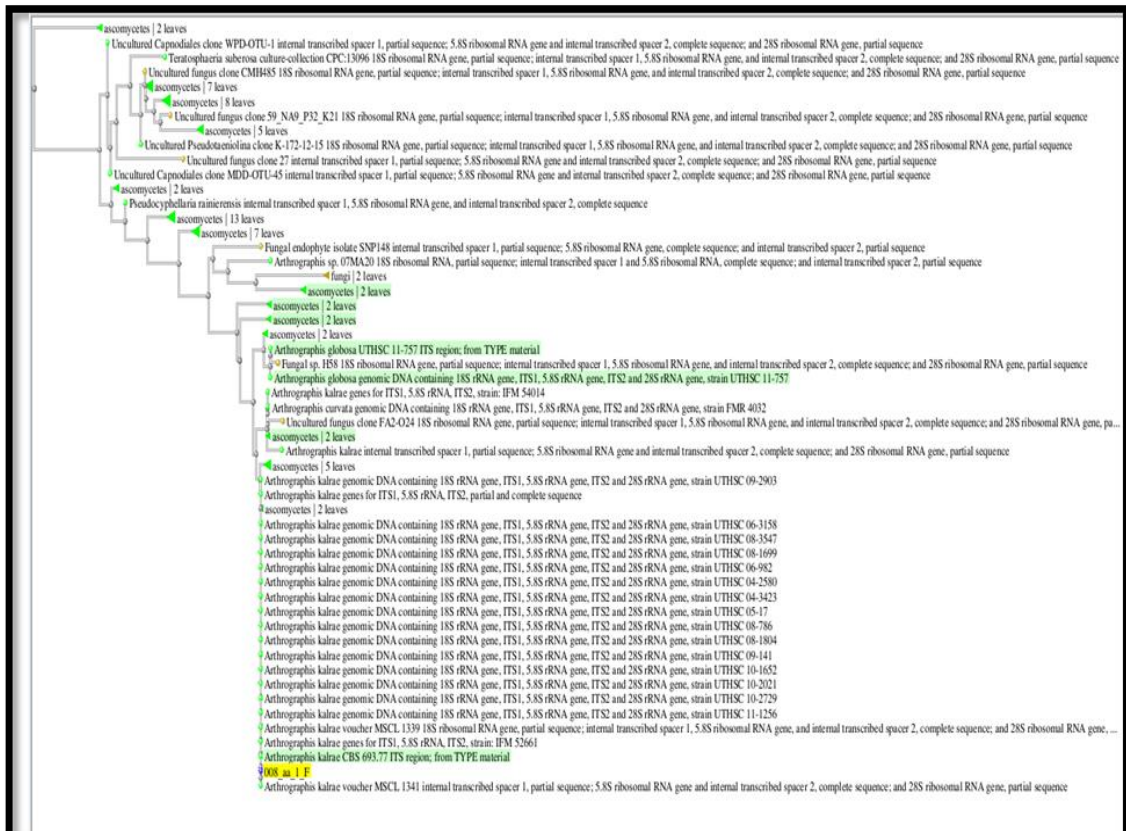 ascomycetes | 2 leaves
Uncultured Capnodiales clone WPD-OTU-1 internal transcribed spacer 1, partial sequence; 5.8S ribosomal RNA gene and internal transcribed spacer 2, complete sequence; and 28S ribosomal RNA gene, partial sequence
Teratosphaeria suberosa culture-collection CPC:13096 18S ribosomal RNA gene, partial sequence; internal transcribed spacer 1, 5.8S ribosomal RNA gene, and internal transcribed spacer 2, complete sequence; and 28S ribosomal RNA gene, partial sequence
Uncultured fungus clone CMH485 18S ribosomal RNA gene, partial sequence; internal transcribed spacer 1, 5.8S ribosomal RNA gene, and internal transcribed spacer 2, complete sequence; and 28S ribosomal RNA gene, partial sequence
ascomycetes | 7 leaves
ascomycetes | 8 leaves
Uncultured fungus clone 59_NA9_P32_K21 18S ribosomal RNA gene, partial sequence; internal transcribed spacer 1, 5.8S ribosomal RNA gene, and internal transcribed spacer 2, complete sequence; and 28S ribosomal RNA gene, partial sequence
ascomycetes | 5 leaves
Uncultured Pseudotaeniolina clone K-172-12-15 18S ribosomal RNA gene, partial sequence; internal transcribed spacer 1, 5.8S ribosomal RNA gene, and internal transcribed spacer 2, complete sequence; and 28S ribosomal RNA gene, partial sequence
Uncultured fungus clone 27 internal transcribed spacer 1, partial sequence; 5.8S ribosomal RNA gene and internal transcribed spacer 2, complete sequence; and 28S ribosomal RNA gene, partial sequence
Uncultured Capnodiales clone MDD-OTU-45 internal transcribed spacer 1, partial sequence; 5.8S ribosomal RNA gene and internal transcribed spacer 2, complete sequence; and 28S ribosomal RNA gene, partial sequence
ascomycetes | 2 leaves
Pseudocyphellaria rainierensis internal transcribed spacer 1, 5.8S ribosomal RNA gene, and internal transcribed spacer 2, complete sequence
ascomycetes | 13 leaves
ascomycetes | 7 leaves
Fungal endophyte isolate SNP148 internal transcribed spacer 1, partial sequence; 5.8S ribosomal RNA gene, complete sequence; and internal transcribed spacer 2, partial sequence
Arthrographis sp. 07MA20 18S ribosomal RNA, partial sequence; internal transcribed spacer 1 and 5.8S ribosomal RNA, complete sequence; and internal transcribed spacer 2, partial sequence
fungi | 2 leaves
ascomycetes | 2 leaves
ascomycetes | 2 leaves
ascomycetes | 2 leaves
ascomycetes | 2 leaves
Arthrographis globosa UTHSC 11-757 ITS region; from TYPE material
Fungal sp. H58 18S ribosomal RNA gene, partial sequence; internal transcribed spacer 1, 5.8S ribosomal RNA gene, and internal transcribed spacer 2, complete sequence; and 28S ribosomal RNA gene, partial sequence
Arthrographis globosa genomic DNA containing 18S rRNA gene, ITS1, 5.8S rRNA gene, ITS2 and 28S rRNA gene, strain UTHSC 11-757
Arthrographis kalrae genes for ITS1, 5.8S rRNA, ITS2, strain: IFM 54014
Arthrographis curvata genomic DNA containing 18S rRNA gene, ITS1, 5.8S rRNA gene, ITS2 and 28S rRNA gene, strain FMR 4032
Uncultured fungus clone FA2-O24 18S ribosomal RNA gene, partial sequence; internal transcribed spacer 1, 5.8S ribosomal RNA gene, and internal transcribed spacer 2, complete sequence; and 28S ribosomal RNA gene, pa...
ascomycetes | 2 leaves
Arthrographis kalrae internal transcribed spacer 1, partial sequence; 5.8S ribosomal RNA gene and internal transcribed spacer 2, complete sequence; and 28S ribosomal RNA gene, partial sequence
ascomycetes | 5 leaves
Arthrographis kalrae genomic DNA containing 18S rRNA gene, ITS1, 5.8S rRNA gene, ITS2 and 28S rRNA gene, strain UTHSC 09-2903
Arthrographis kalrae genes for ITS1, 5.8S rRNA, ITS2, partial and complete sequence
ascomycetes | 2 leaves
Arthrographis kalrae genomic DNA containing 18S rRNA gene, ITS1, 5.8S rRNA gene, ITS2 and 28S rRNA gene, strain UTHSC 06-3158
Arthrographis kalrae genomic DNA containing 18S rRNA gene, ITS1, 5.8S rRNA gene, ITS2 and 28S rRNA gene, strain UTHSC 08-3547
Arthrographis kalrae genomic DNA containing 18S rRNA gene, ITS1, 5.8S rRNA gene, ITS2 and 28S rRNA gene, strain UTHSC 08-1699
Arthrographis kalrae genomic DNA containing 18S rRNA gene, ITS1, 5.8S rRNA gene, ITS2 and 28S rRNA gene, strain UTHSC 06-982
Arthrographis kalrae genomic DNA containing 18S rRNA gene, ITS1, 5.8S rRNA gene, ITS2 and 28S rRNA gene, strain UTHSC 04-2580
Arthrographis kalrae genomic DNA containing 18S rRNA gene, ITS1, 5.8S rRNA gene, ITS2 and 28S rRNA gene, strain UTHSC 04-3423
Arthrographis kalrae genomic DNA containing 18S rRNA gene, ITS1, 5.8S rRNA gene, ITS2 and 28S rRNA gene, strain UTHSC 05-17
Arthrographis kalrae genomic DNA containing 18S rRNA gene, ITS1, 5.8S rRNA gene, ITS2 and 28S rRNA gene, strain UTHSC 08-786
Arthrographis kalrae genomic DNA containing 18S rRNA gene, ITS1, 5.8S rRNA gene, ITS2 and 28S rRNA gene, strain UTHSC 08-1804
Arthrographis kalrae genomic DNA containing 18S rRNA gene, ITS1, 5.8S rRNA gene, ITS2 and 28S rRNA gene, strain UTHSC 09-141
Arthrographis kalrae genomic DNA containing 18S rRNA gene, ITS1, 5.8S rRNA gene, ITS2 and 28S rRNA gene, strain UTHSC 10-1652
Arthrographis kalrae genomic DNA containing 18S rRNA gene, ITS1, 5.8S rRNA gene, ITS2 and 28S rRNA gene, strain UTHSC 10-2021
Arthrographis kalrae genomic DNA containing 18S rRNA gene, ITS1, 5.8S rRNA gene, ITS2 and 28S rRNA gene, strain UTHSC 10-2729
Arthrographis kalrae genomic DNA containing 18S rRNA gene, ITS1, 5.8S rRNA gene, ITS2 and 28S rRNA gene, strain UTHSC 11-1256
Arthrographis kalrae voucher MSCL 1339 18S ribosomal RNA gene, partial sequence; internal transcribed spacer 1, 5.8S ribosomal RNA gene, and internal transcribed spacer 2, complete sequence; and 28S ribosomal RNA gene, ...
Arthrographis kalrae genes for ITS1, 5.8S rRNA, ITS2, strain: IFM 52661
Arthrographis kalrae CBS 693.77 ITS region; from TYPE material
008_aa_1_F
Arthrographis kalrae voucher MSCL 1341 internal transcribed spacer 1, partial sequence; 5.8S ribosomal RNA gene and internal transcribed spacer 2, complete sequence; and 28S ribosomal RNA gene, partial sequence